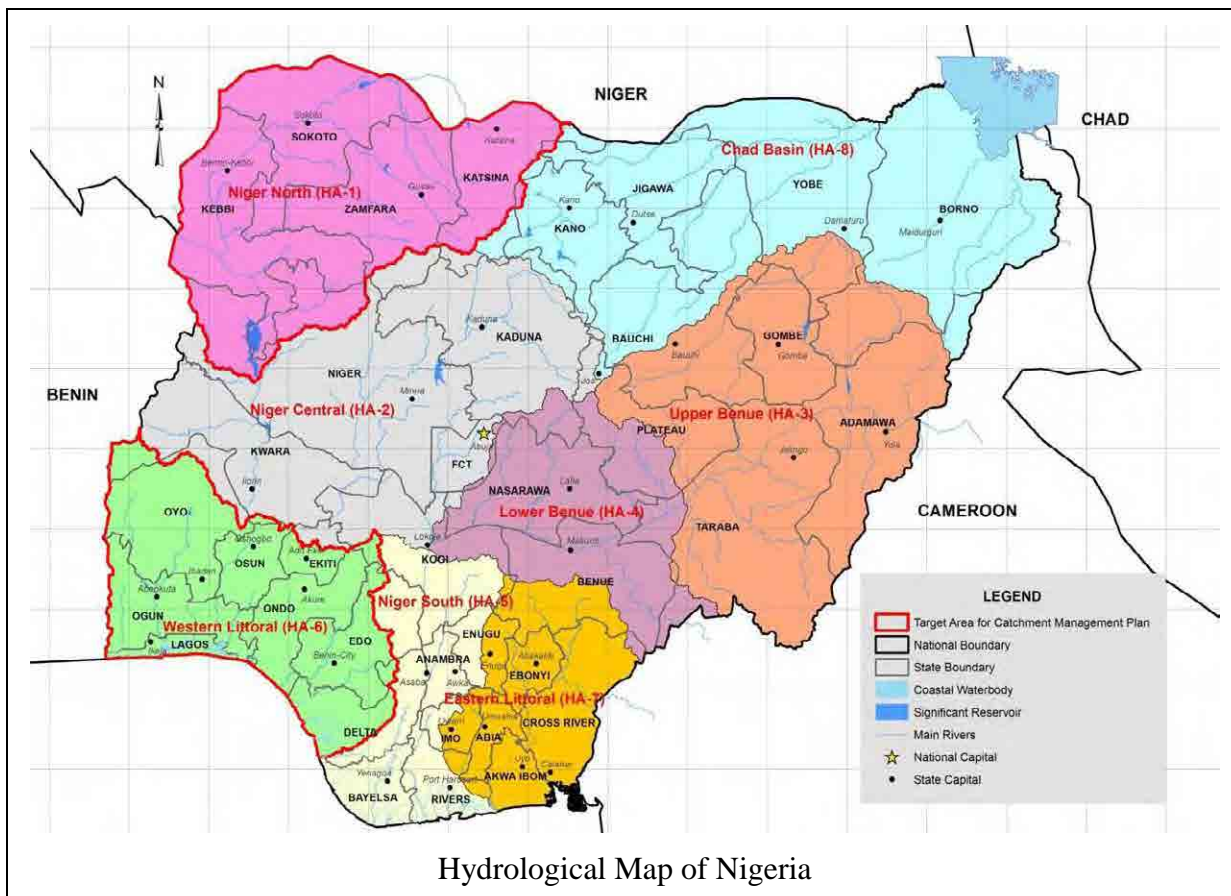 N
NIGER
CHAD
Sokoto
SOKOTO
Katsina
Birnin-Kebbi
KATSINA
Niger North (HA-1)
Gusau
KEBBI
ZAMFARA
Chad Basin (HA-8)
JIGAWA
YOBE
Kano
KANO
Dutse
Damaturu
BORNO
Maiduguri
Kaduna
KADUNA
BAUCHI
Bauchi
GOMBE
Gombe
Jos
BENIN
NIGER
Minna
Niger Central (HA-2)
Upper Benue (HA-3)
PLATEAU
ADAMAWA
Yola
KWARA
Ilorin
Abuja
FCT
Jalingo
NASARAWA
Lafia
Lower Benue (HA-4)
TARABA
CAMEROON
OYO
Oshogbo
OSUN
Ado Ekiti
EKITI
Lokoja
KOGI
Makurdi
BENUE
Ibadan
Abeokuta
OGUN
ONDO
Akure
Niger South (HA-5)
Western Littoral (HA-6)
LAGOS
Ikeja
EDO
Benin-City
ENUGU
Enugu
Abakaliki
EBONYI
ANAMBRA
Asaba
Awka
Eastern Littoral (HA-7)
CROSS RIVER
Owerri
IMO
Umuahia
ABIA
DELTA
Uyo
Calabar
AKWA IBOM
Yenagoa
BAYELSA
Port Harcourt
RIVERS
LEGEND
Target Area for Catchment Management Plan
National Boundary
State Boundary
Coastal Waterbody
Significant Reservoir
Main Rivers
National Capital
State Capital
Hydrological Map of Nigeria